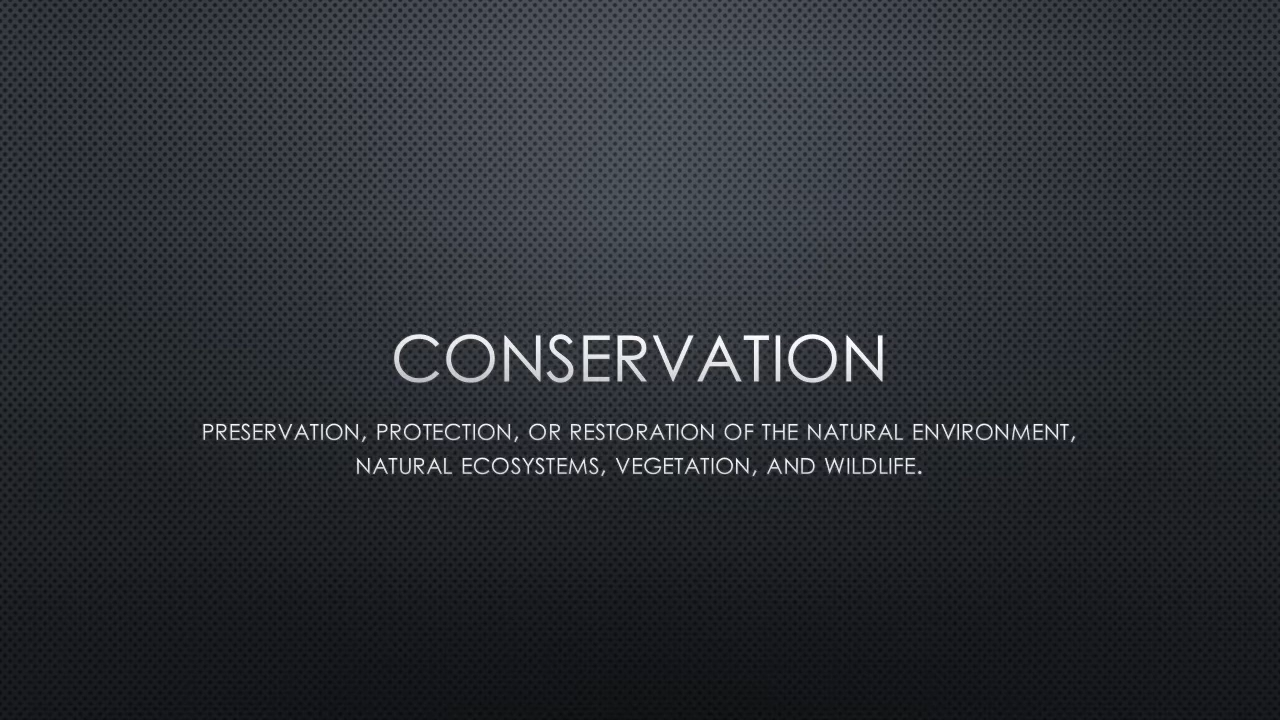 CONSERVATION
PRESERVATION, PROTECTION, OR RESTORATION OF THE NATURAL ENVIRONMENT,
NATURAL ECOSYSTEMS, VEGETATION, AND WILDLIFE.